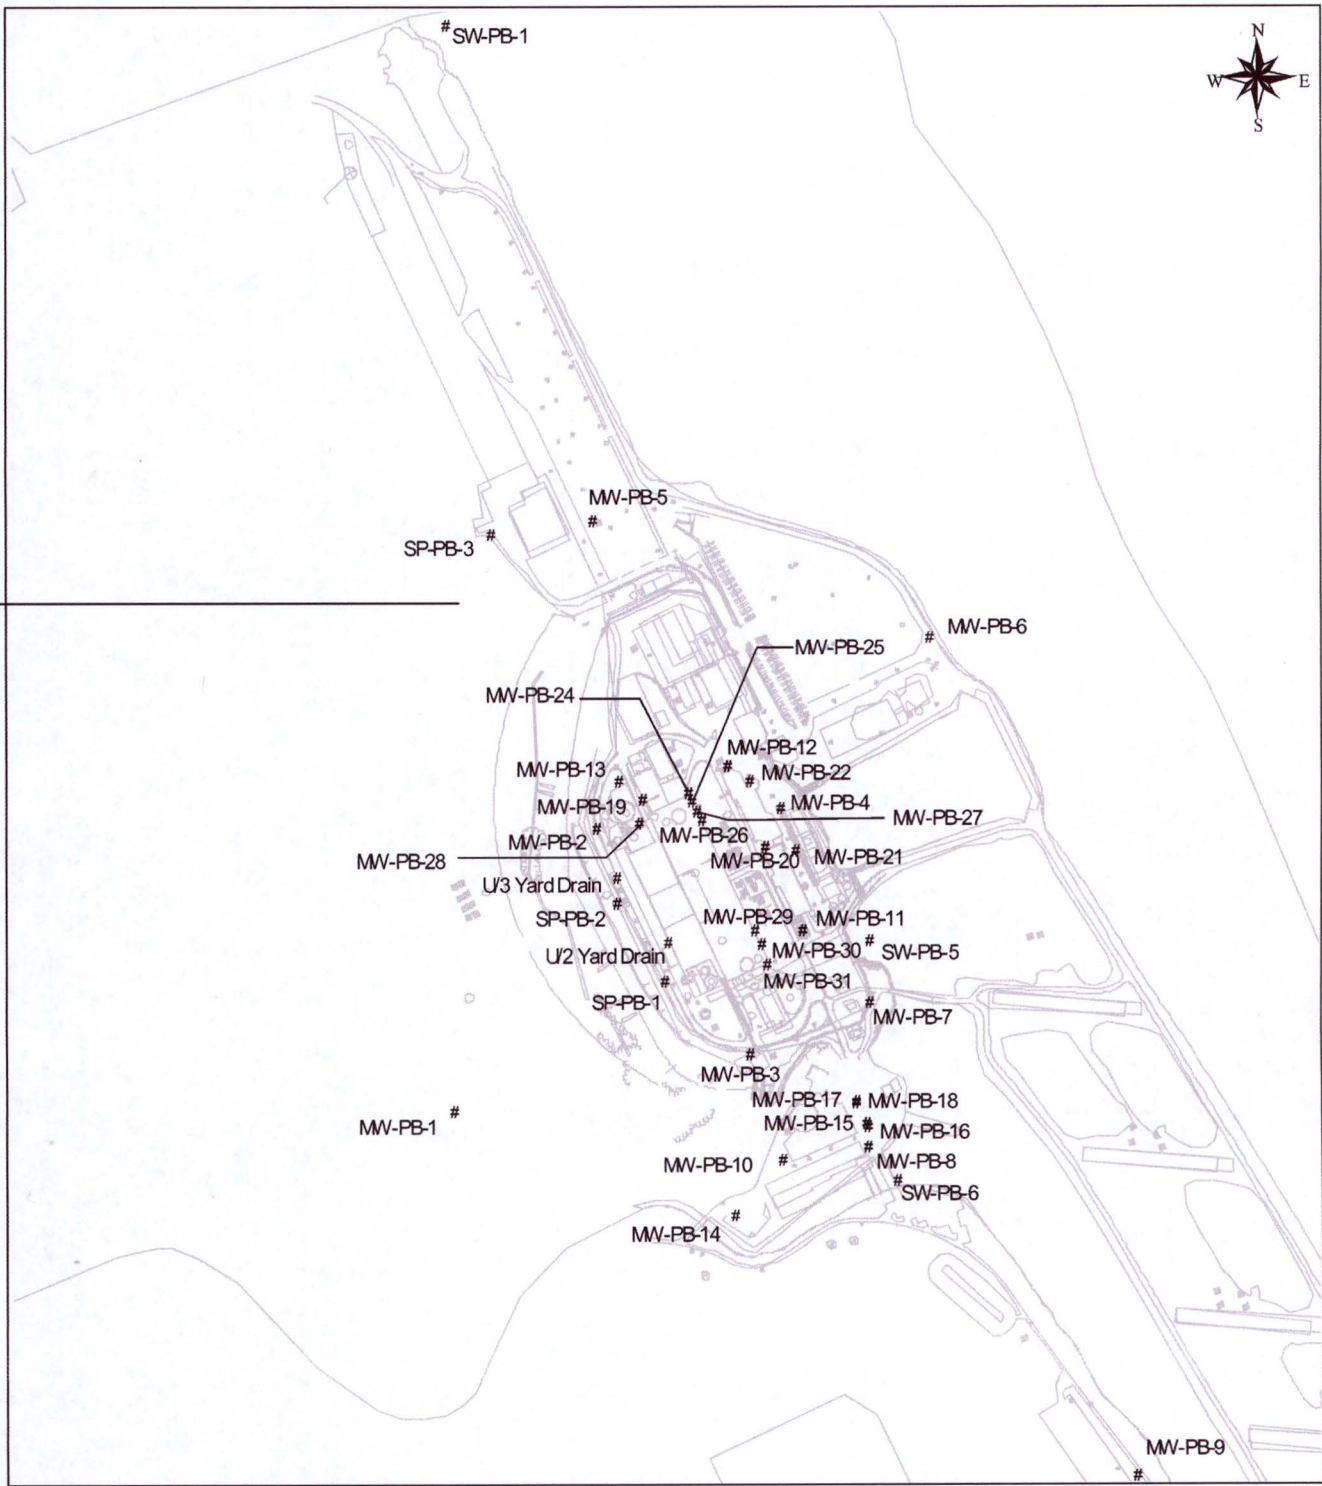 # SW-PB-1
N
W E
S
MW-PB-5
#
#
SP-PB-3
MW-PB-6
#
MW-PB-25
MW-PB-24
MW-PB-12
#
MW-PB-13
#
MW-PB-22
#
MW-PB-19
#
#
MW-PB-4
#
MW-PB-27
#
#
#
#
MW-PB-26
MW-PB-2
#
#
MW-PB-28
MW-PB-20
#
MW-PB-21
#
U/3 Yard Drain
#
SP-PB-2
#
MW-PB-29
#
MW-PB-11
#
MW-PB-30
#
SW-PB-5
#
U/2 Yard Drain
#
MW-PB-31
#
SP-PB-1
#
MW-PB-7
#
#
MW-PB-3
MW-PB-17
#
MW-PB-18
MW-PB-1
#
MW-PB-15
#
MW-PB-16
MW-PB-10
#
#
MW-PB-8
#
SW-PB-6
#
MW-PB-14
MW-PB-9
#